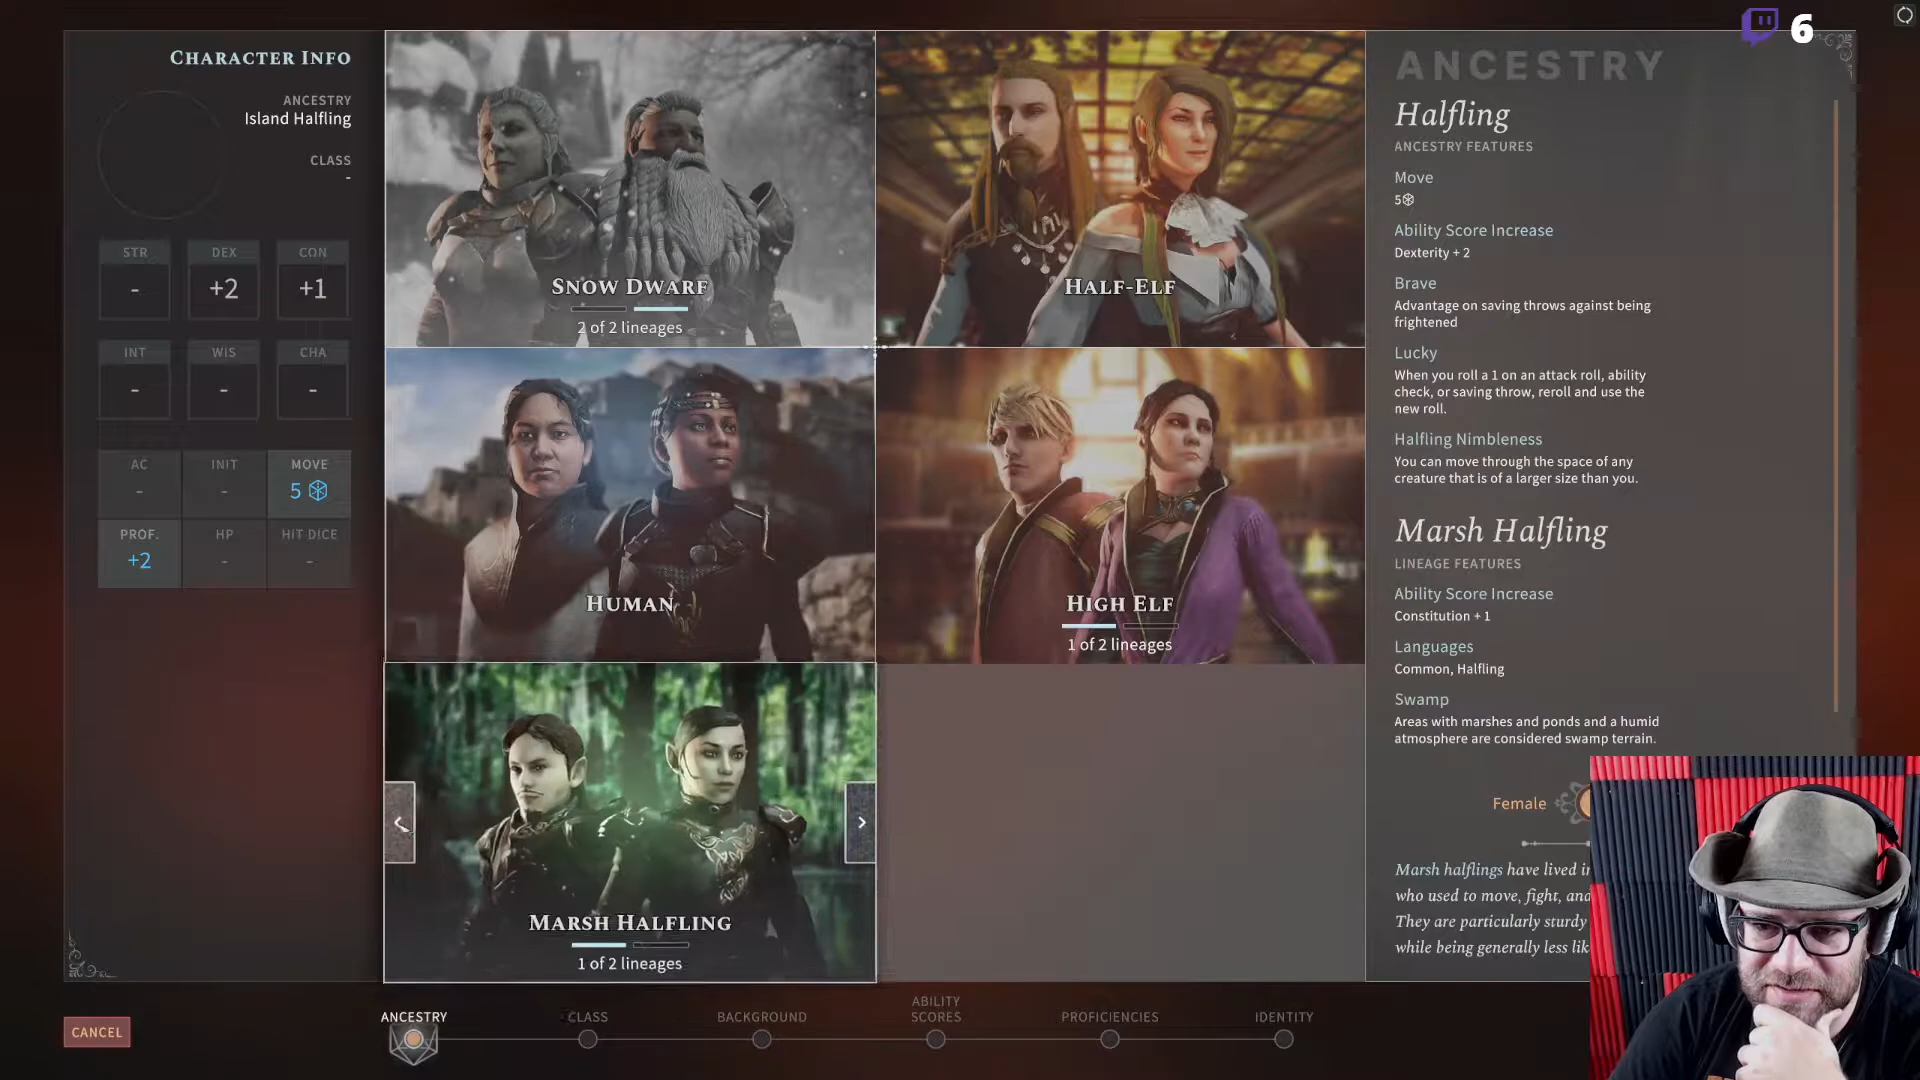 6
CHARACTER INFO
ANCESTRY
Island Halfling
CLASS
-
STR
DEX
CON
-
+2
+1
INT
WIS
CHA
-
-
-
AC
INIT
MOVE
-
-
5
PROF.
HP
HIT DICE
+2
-
-
SNOW DWARF
2 of 2 lineages
HALF-ELF
HUMAN
HIGH ELF
1 of 2 lineages
MARSH HALFLING
1 of 2 lineages
ANCESTRY
Halfling
ANCESTRY FEATURES
Move
5
Ability Score Increase
Dexterity + 2
Brave
Advantage on saving throws against being
frightened
Lucky
When you roll a 1 on an attack roll, ability
check, or saving throw, reroll and use the
new roll.
Halfling Nimbleness
You can move through the space of any
creature that is of a larger size than you.
Marsh Halfling
LINEAGE FEATURES
Ability Score Increase
Constitution + 1
Languages
Common, Halfling
Swamp
Areas with marshes and ponds and a humid
atmosphere are considered swamp terrain.
Female
Marsh halflings have lived
who used to move, fight,
They are particularly sturdy
while being generally less
CANCEL
ANCESTRY
CLASS
BACKGROUND
ABILITY
SCORES
PROFICIENCIES
IDENTITY